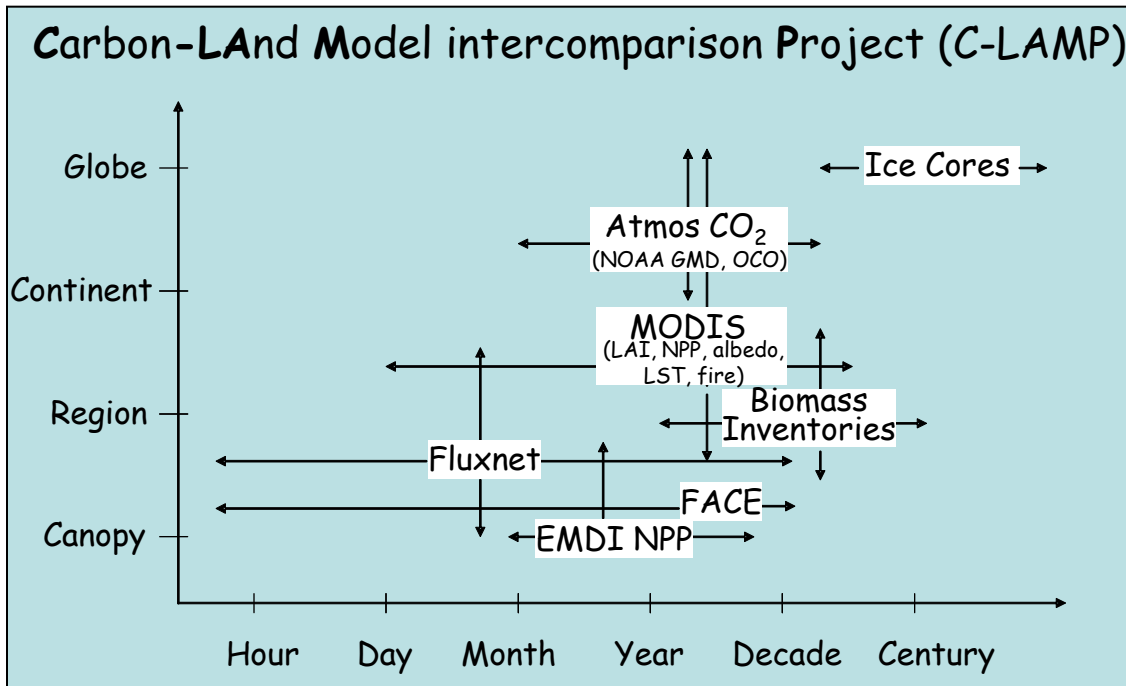 Carbon-LAnd Model intercomparison Project (C-LAMP)
Globe
Ice Cores
Atmos CO₂
(NOAA GMD, OCO)
Continent
MODIS
(LAI, NPP, albedo,
LST, fire)
Region
Biomass
Inventories
Fluxnet
FACE
Canopy
EMDI NPP
Hour
Day
Month
Year
Decade
Century